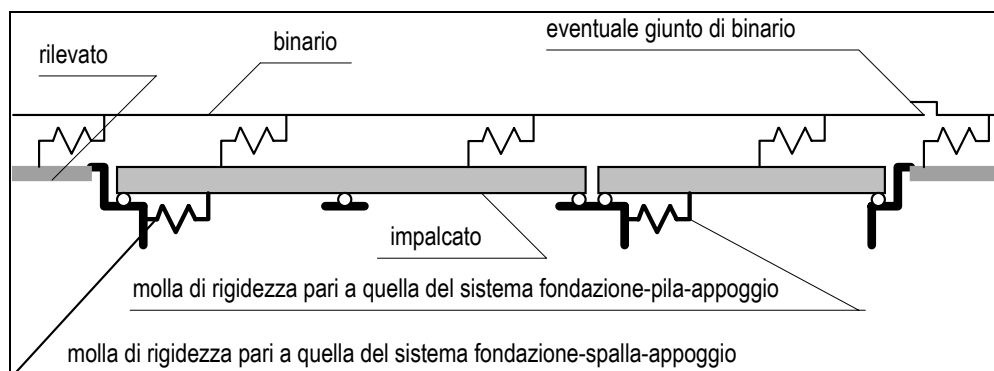 eventuale giunto di binario
binario
rilevato
impalcato
molla di rigidezza pari a quella del sistema fondazione-pila-appoggio
molla di rigidezza pari a quella del sistema fondazione-spalla-appoggio